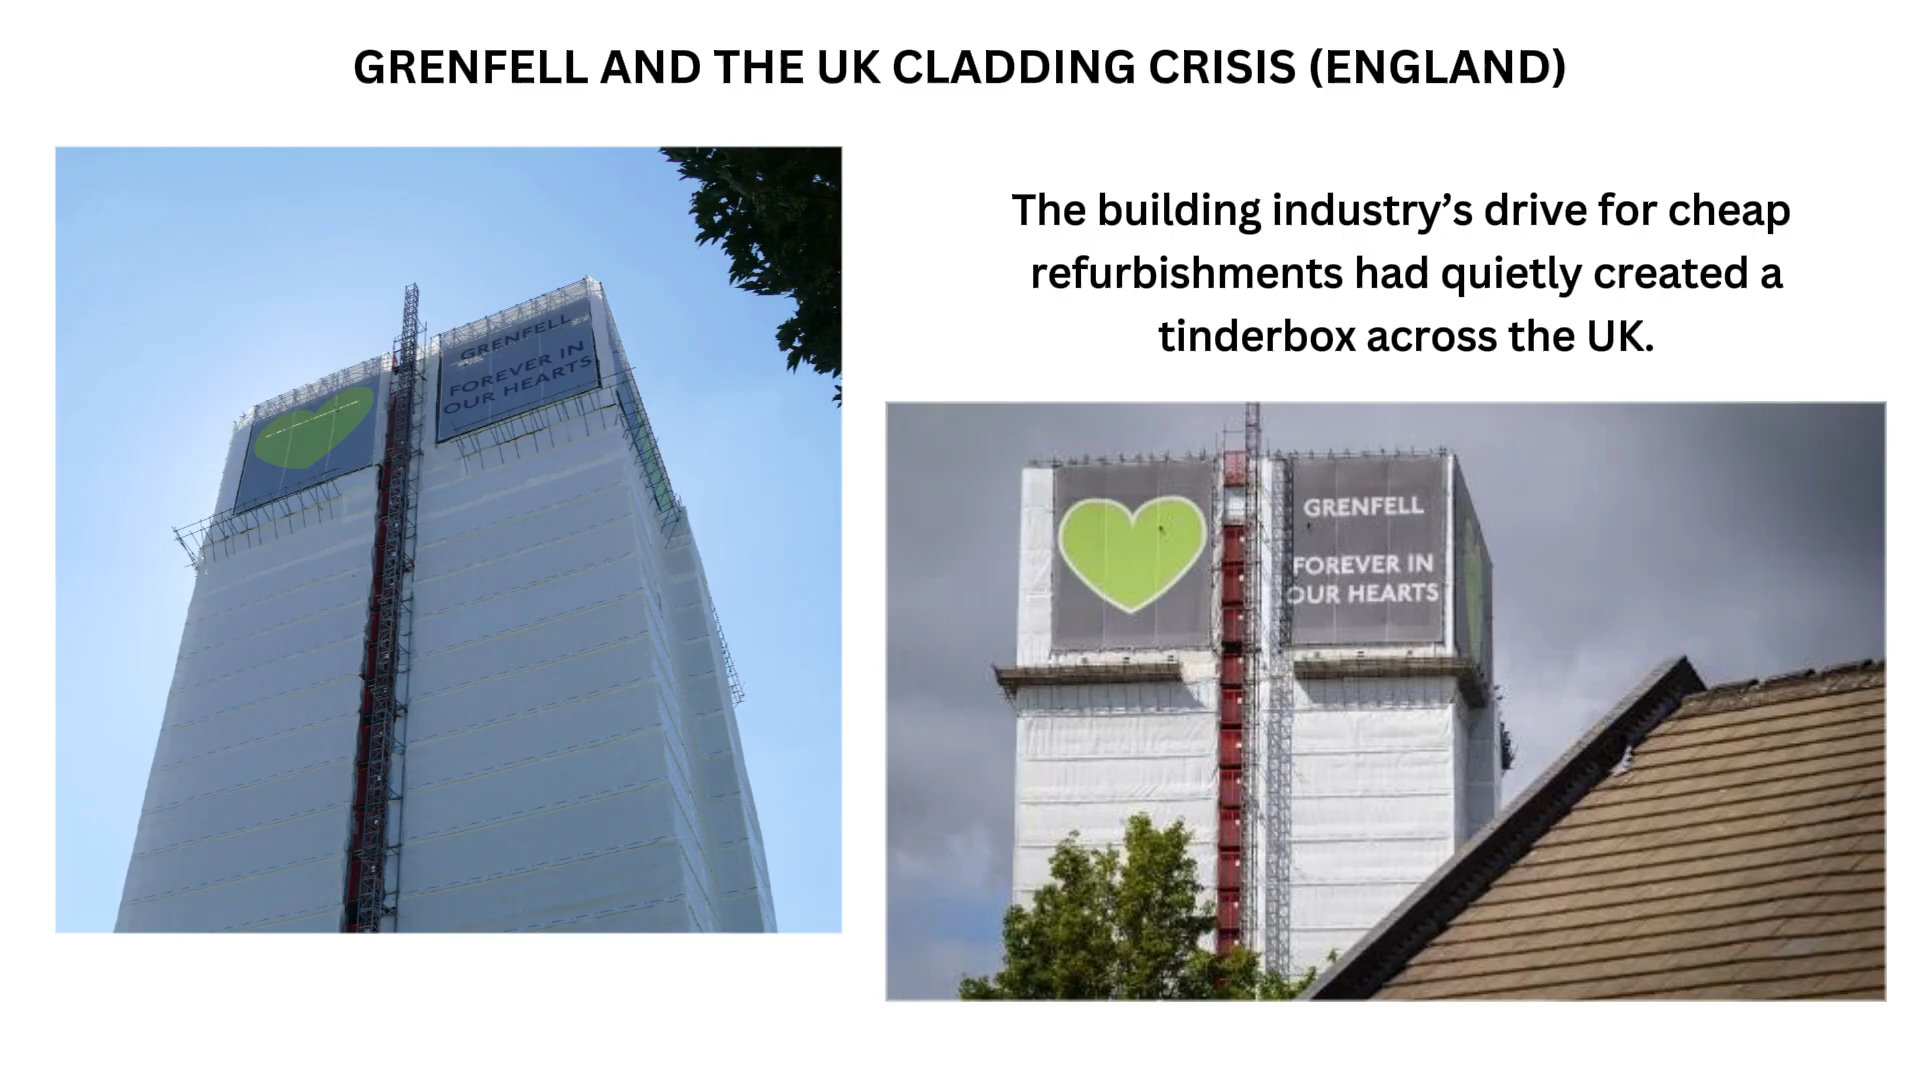 GRENFELL AND THE UK CLADDING CRISIS (ENGLAND)
GRENFELL
FOREVER IN
OUR HEARTS
The building industry’s drive for cheap
refurbishments had quietly created a
tinderbox across the UK.
GRENFELL
FOREVER IN
OUR HEARTS